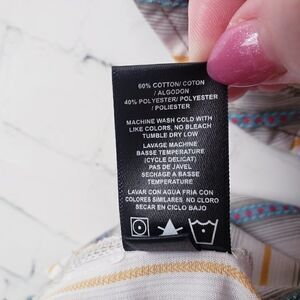 60% COTTON/ COTON
/ ALGODON
40% POLYESTER/ POLYESTER
/ POLIESTER
MACHINE WASH COLD WITH
LIKE COLORS, NO BLEACH
TUMBLE DRY LOW
LAVAGE MACHINE
BASSE TEMPERATURE
(CYCLE DELICAT)
PAS DE JAVEL
SECHAGE A BASSE
TEMPERATURE
LAVAR CON AGUA FRIA CON
COLORES SIMILARES NO CLORO
SECAR EN CICLO BAJO